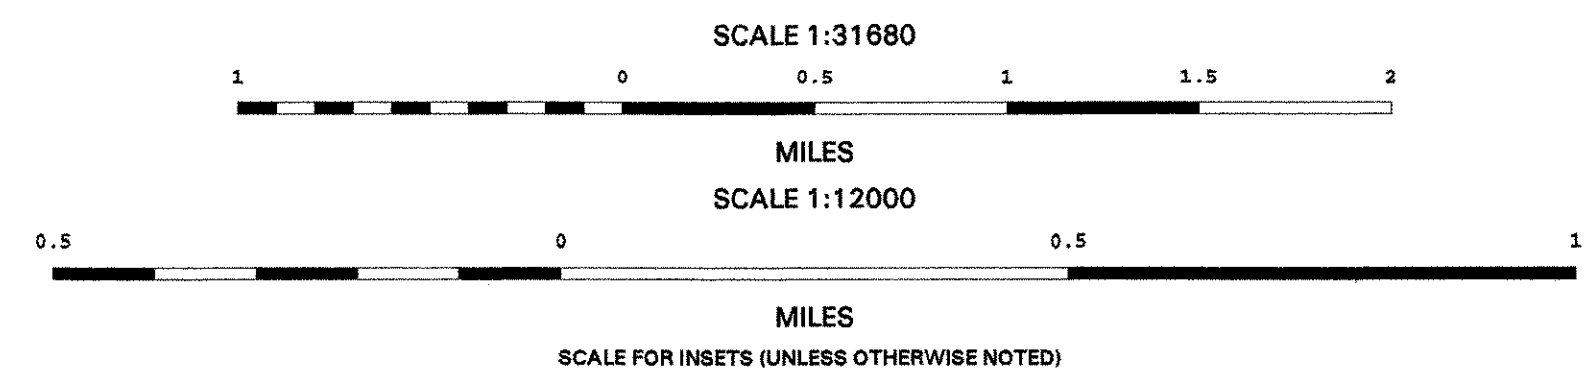 SCALE 1:31680
1 0 0.5 1 1.5 2
MILES
SCALE 1:12000
0.5 0 0.5 1
MILES
SCALE FOR INSETS (UNLESS OTHERWISE NOTED)